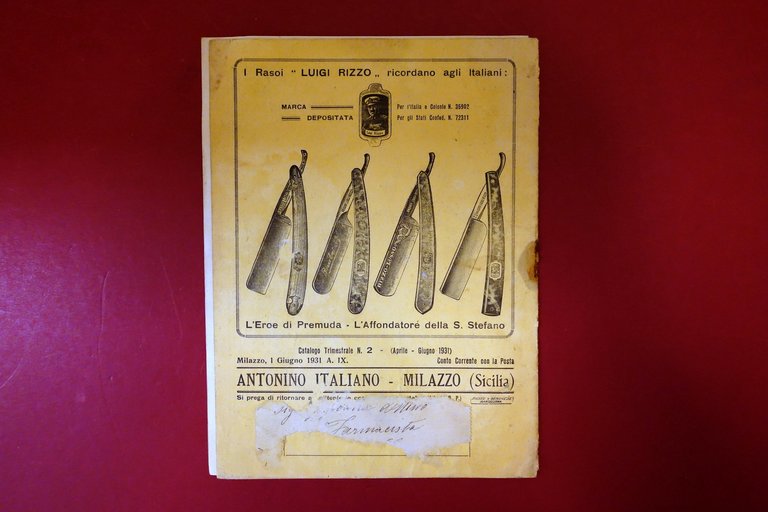 I Rasoi " LUIGI RIZZO „ ricordano agli Italiani:
MARCA
DEPOSITATA
Per l'Italia e Colonie N. 35902
Per gli Stati Confed. N. 72311
L'Eroe di Premuda - L'Affondatore della S. Stefano
Catalogo Trimestrale N. 2 - (Aprile - Giugno 1931)
Milazzo, 1 Giugno 1931 A. IX.
Conto Corrente con la Posta
ANTONINO ITALIANO - MILAZZO (Sicilia)
Si prega di ritornare
Farmacista